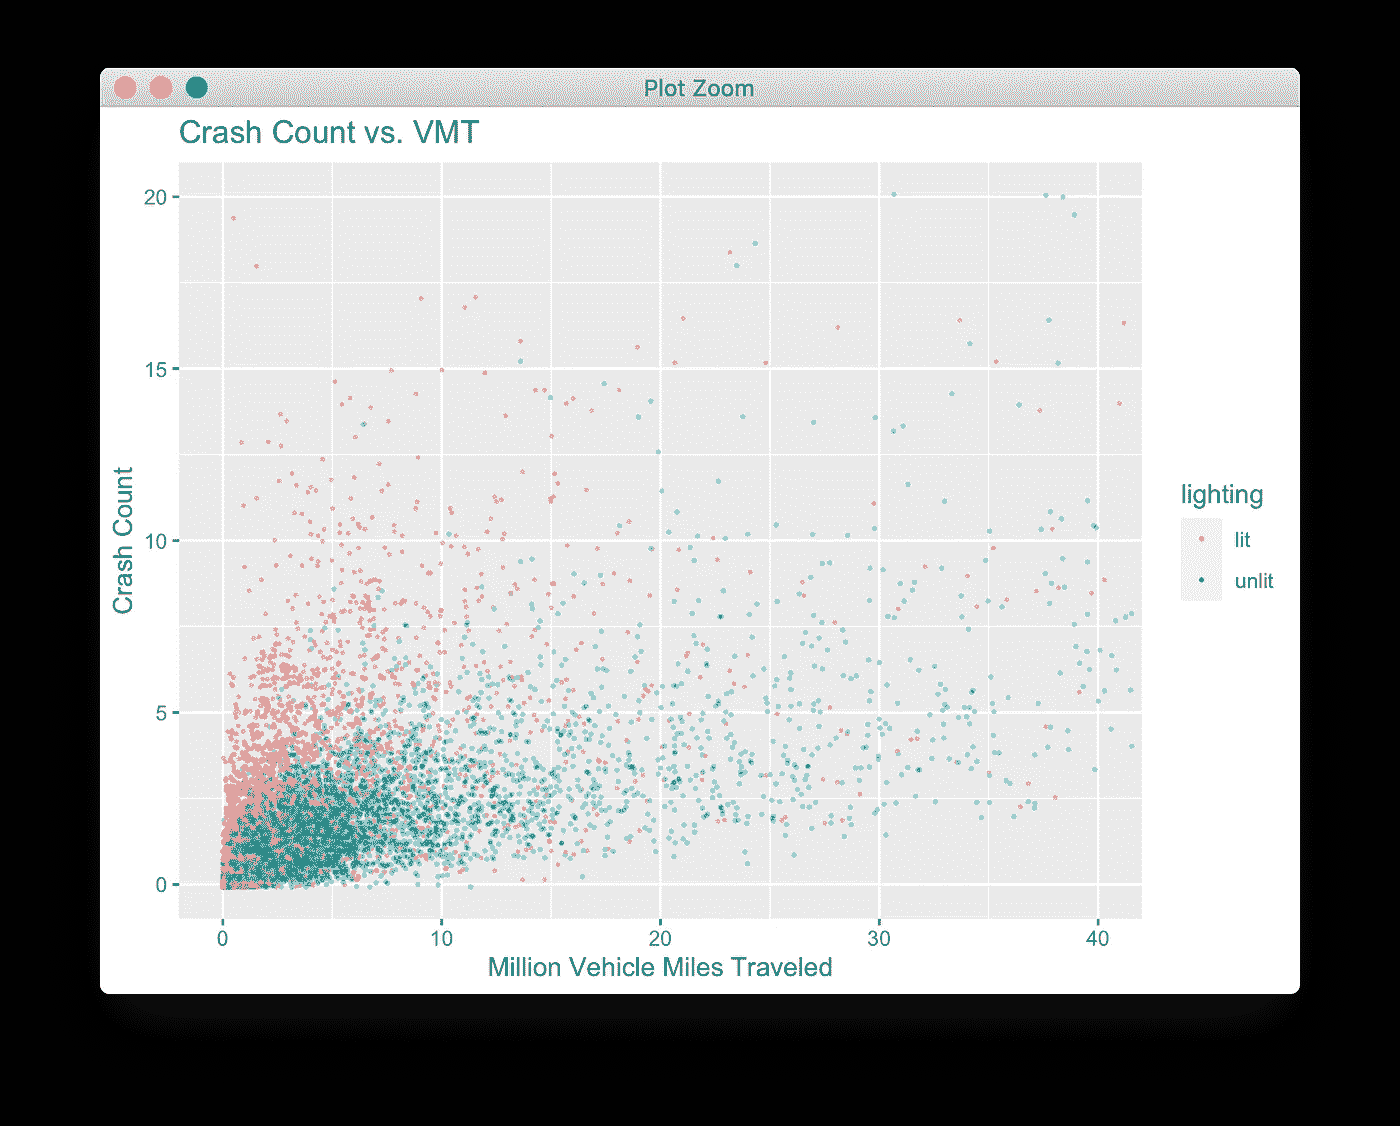 Plot Zoom
Crash Count vs. VMT
20
15
10
5
0
Crash Count
0 10 20 30 40
Million Vehicle Miles Traveled
lighting
lit
unlit